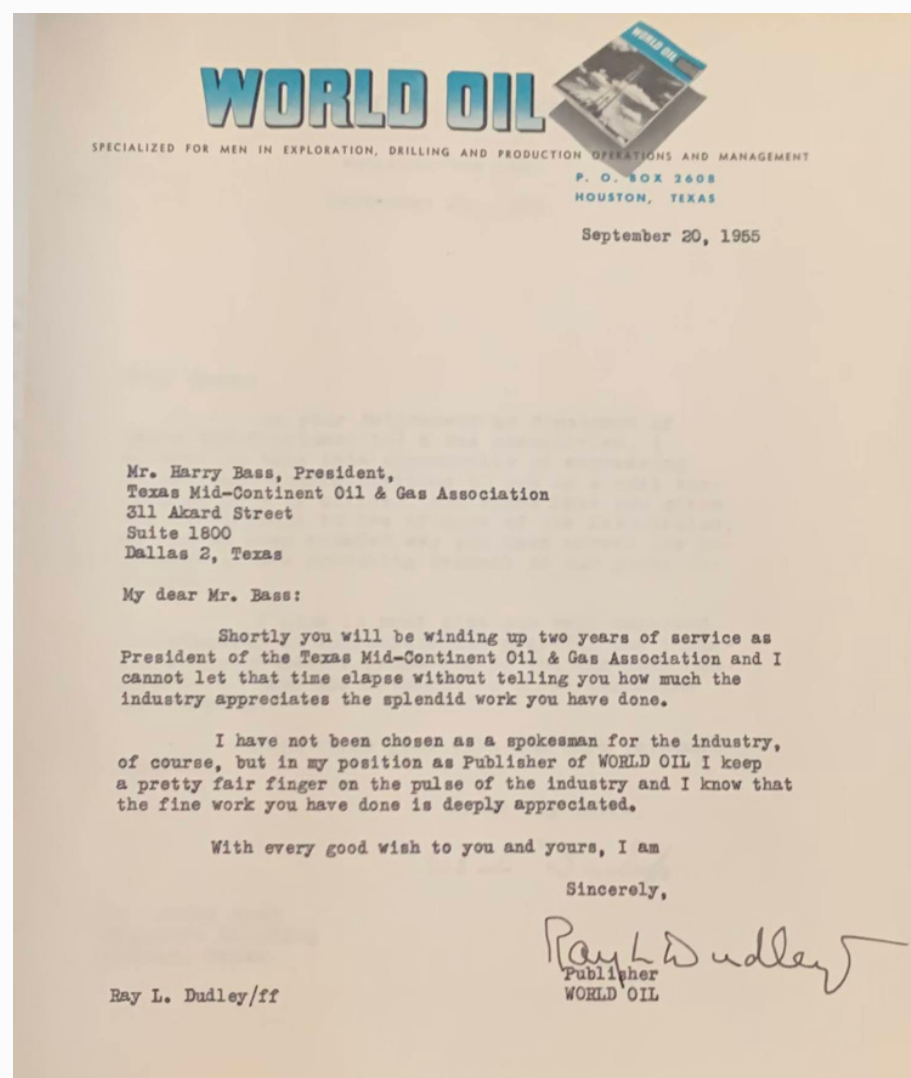 WORLD OIL
WORLD OIL
SPECIALIZED FOR MEN IN EXPLORATION, DRILLING AND PRODUCTION OPERATIONS AND MANAGEMENT
P. O. BOX 2608
HOUSTON, TEXAS
September 20, 1955
Mr. Harry Bass, President,
Texas Mid-Continent Oil & Gas Association
311 Akard Street
Suite 1800
Dallas 2, Texas
My dear Mr. Bass:
Shortly you will be winding up two years of service as
President of the Texas Mid-Continent Oil & Gas Association and I
cannot let that time elapse without telling you how much the
industry appreciates the splendid work you have done.
I have not been chosen as a spokesman for the industry,
of course, but in my position as Publisher of WORLD OIL I keep
a pretty fair finger on the pulse of the industry and I know that
the fine work you have done is deeply appreciated.
With every good wish to you and yours, I am
Sincerely,
Ray L Dudley
Publisher
WORLD OIL
Ray L. Dudley/ff